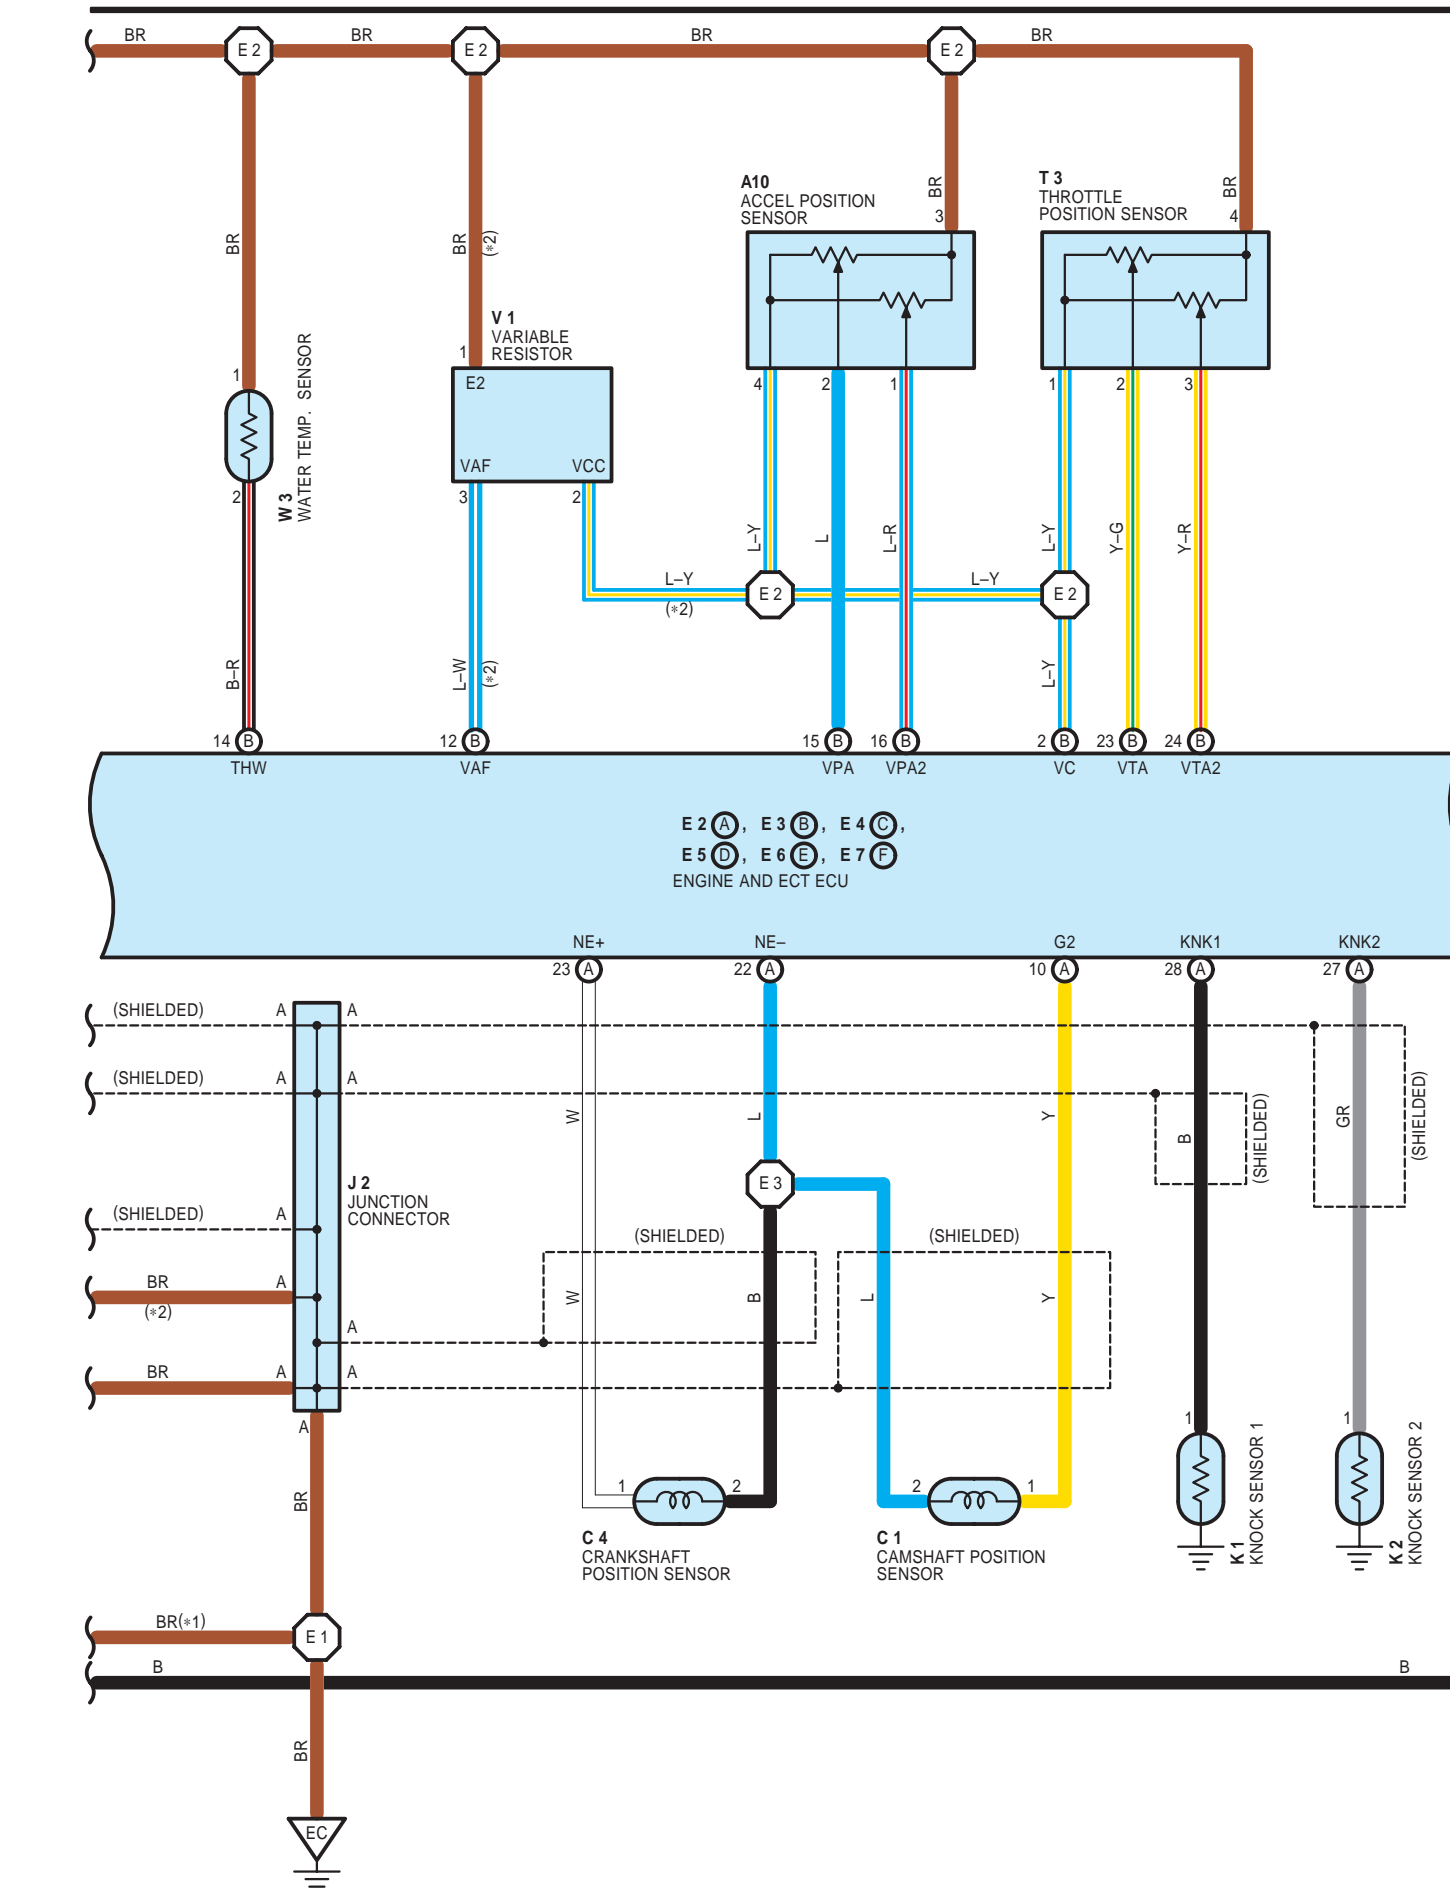 BR BR BR BR
E 2 E 2 E 2
A10
ACCEL POSITION
SENSOR
T 3
THROTTLE
POSITION SENSOR
BR BR
3 4
BR BR (*2)
V 1
VARIABLE
RESISTOR
1
E2
VAF VCC
3 2
1
W 3
WATER TEMP. SENSOR
2
4 2 1 1 2 3
L–Y L L–R L–Y Y–G Y–R
L–Y
(*2)
E 2
L–Y
E 2
B–R L–W (*2) L–Y
14 B 12 B 15 B 16 B 2 B 23 B 24 B
THW VAF VPA VPA2 VC VTA VTA2
E 2 A , E 3 B , E 4 C ,
E 5 D , E 6 E , E 7 F
ENGINE AND ECT ECU
NE+ NE– G2 KNK1 KNK2
23 A 22 A 10 A 28 A 27 A
(SHIELDED) A A
(SHIELDED) A A
W L Y B (SHIELDED) GR (SHIELDED)
J 2
JUNCTION
CONNECTOR
E 3
(SHIELDED) A
(SHIELDED) (SHIELDED)
BR A
(*2)
W B L Y
A
BR A A
A
1 1
BR
1 2 2 1
C 4
CRANKSHAFT
POSITION SENSOR
C 1
CAMSHAFT POSITION
SENSOR
K 1
KNOCK SENSOR 1
K 2
KNOCK SENSOR 2
BR(*1)
E 1
B B
BR
EC